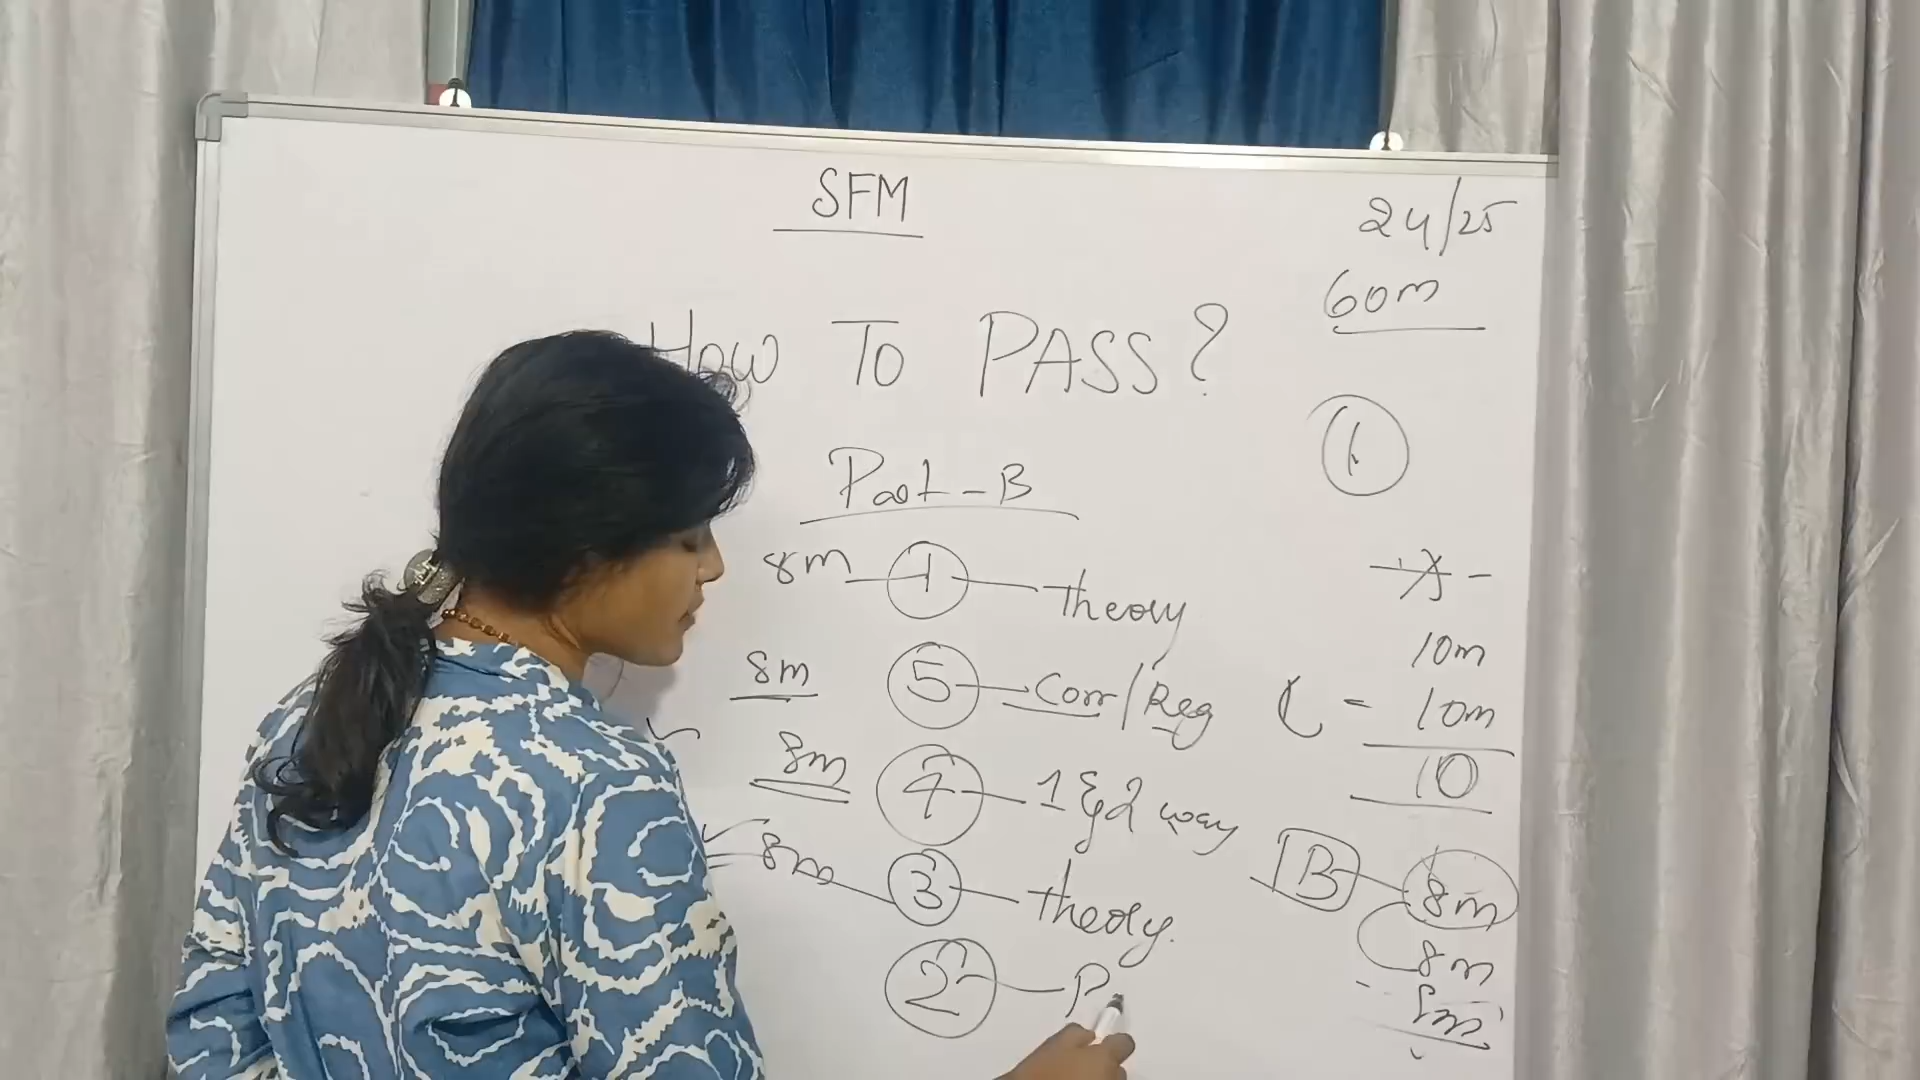 SFM
24/25
60m
How To PASS?
1
Part-B
8m 1 theory
10m
8m 5 Corr/Reg
C = 10m
10
8m 4 1 & 2 way
B 8m
8m 3 theory.
8m
2 P
8m